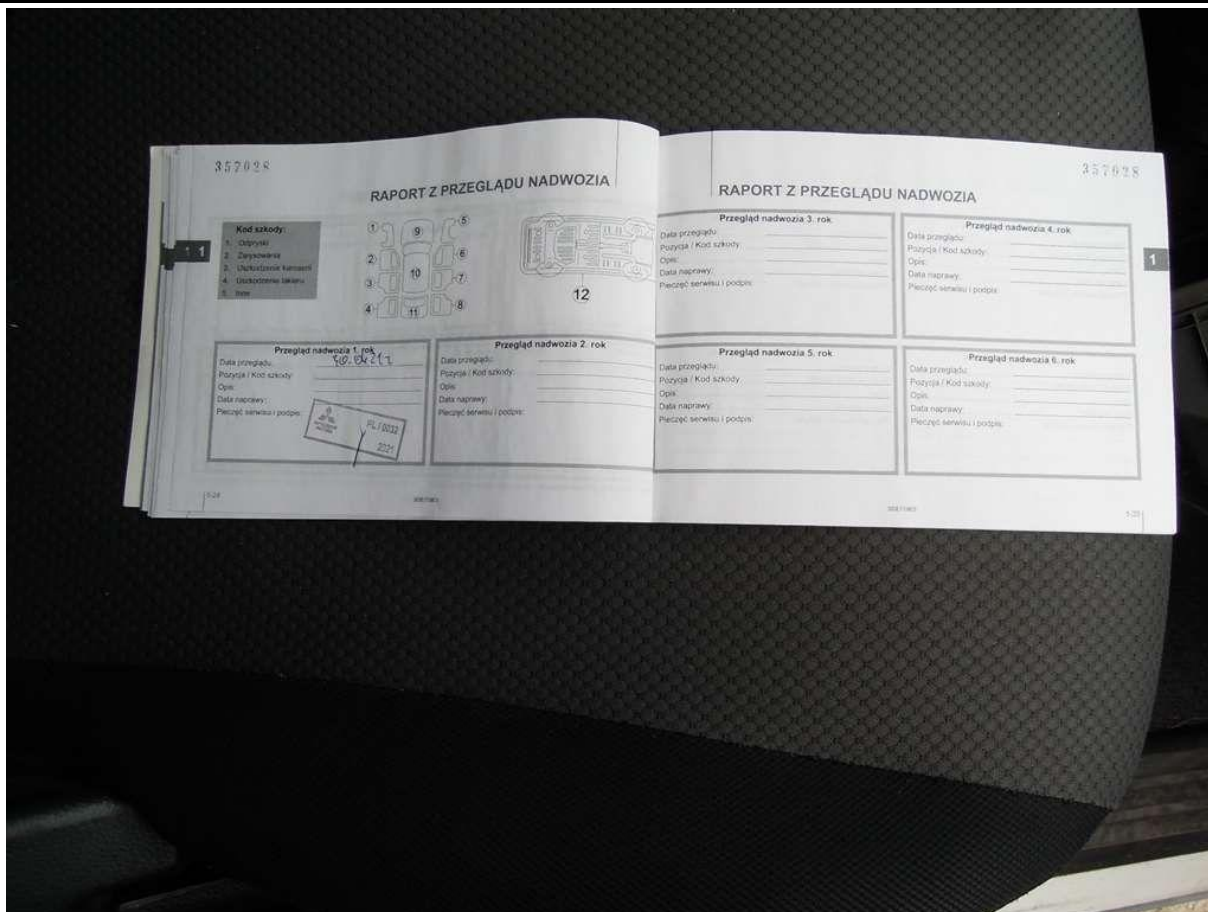 357028
RAPORT Z PRZEGLĄDU NADWOZIA
Kod szkody:
1. Odpryski
2. Zarysowania
3. Uszkodzenie karoserii
4. Uszkodzenie lakieru
5. Inne
1 1
1
2
3
4
5
6
7
8
9
10
11
12
Przegląd nadwozia 1. rok
Data przeglądu:
Pozycja / Kod szkody:
Opis:
Data naprawy:
Pieczęć serwisu i podpis:
PL/0032
2021
Przegląd nadwozia 2. rok
Data przeglądu:
Pozycja / Kod szkody:
Opis:
Data naprawy:
Pieczęć serwisu i podpis:
357028
RAPORT Z PRZEGLĄDU NADWOZIA
Przegląd nadwozia 3. rok
Data przeglądu:
Pozycja / Kod szkody:
Opis:
Data naprawy:
Pieczęć serwisu i podpis:
Przegląd nadwozia 4. rok
Data przeglądu:
Pozycja / Kod szkody:
Opis:
Data naprawy:
Pieczęć serwisu i podpis:
1
Przegląd nadwozia 5. rok
Data przeglądu:
Pozycja / Kod szkody:
Opis:
Data naprawy:
Pieczęć serwisu i podpis:
Przegląd nadwozia 6. rok
Data przeglądu:
Pozycja / Kod szkody:
Opis:
Data naprawy:
Pieczęć serwisu i podpis: